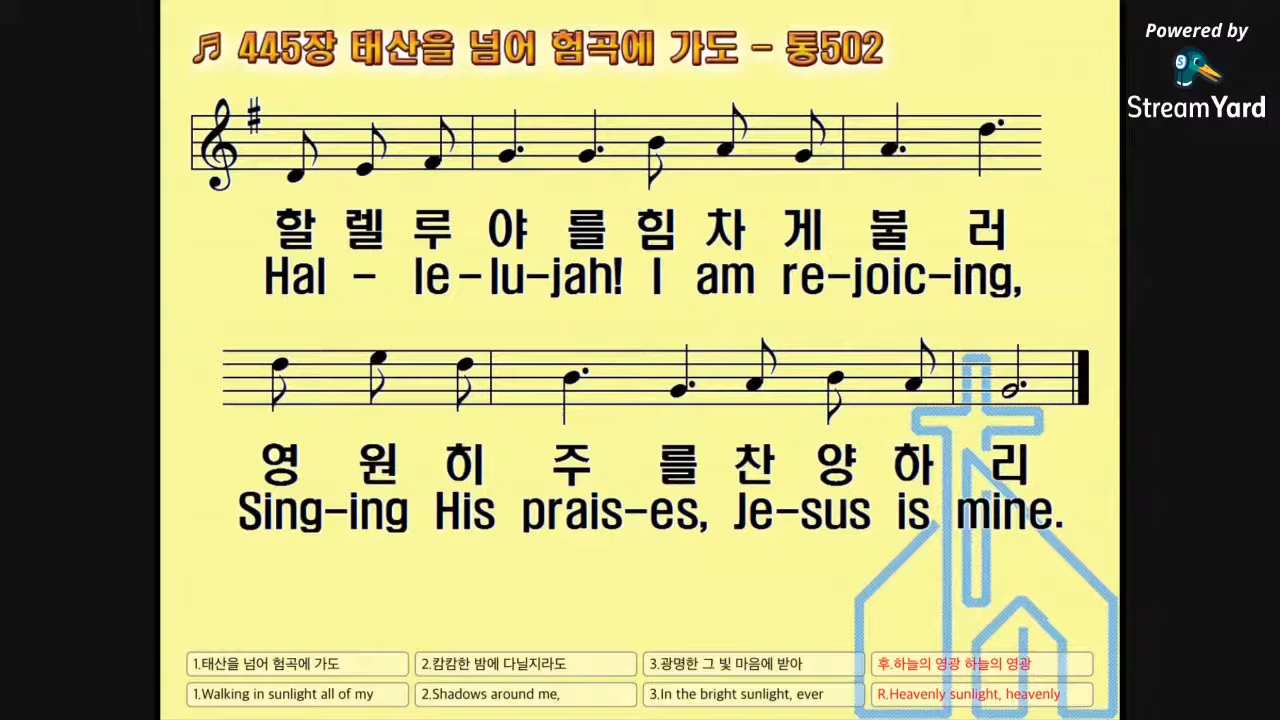 ♬ 445장 태산을 넘어 험곡에 가도 - 통502
Powered by
StreamYard
할 렐 루 야 를 힘 차 게 불 러
Hal - le-lu-jah! I am re-joic-ing,
영 원 히 주 를 찬 양 하 리
Sing-ing His prais-es, Je-sus is mine.
1.태산을 넘어 험곡에 가도 2.캄캄한 밤에 다닐지라도 3.광명한 그 빛 마음에 받아 후.하늘의 영광 하늘의 영광
1.Walking in sunlight all of my 2.Shadows around me, 3.In the bright sunlight, ever R.Heavenly sunlight, heavenly